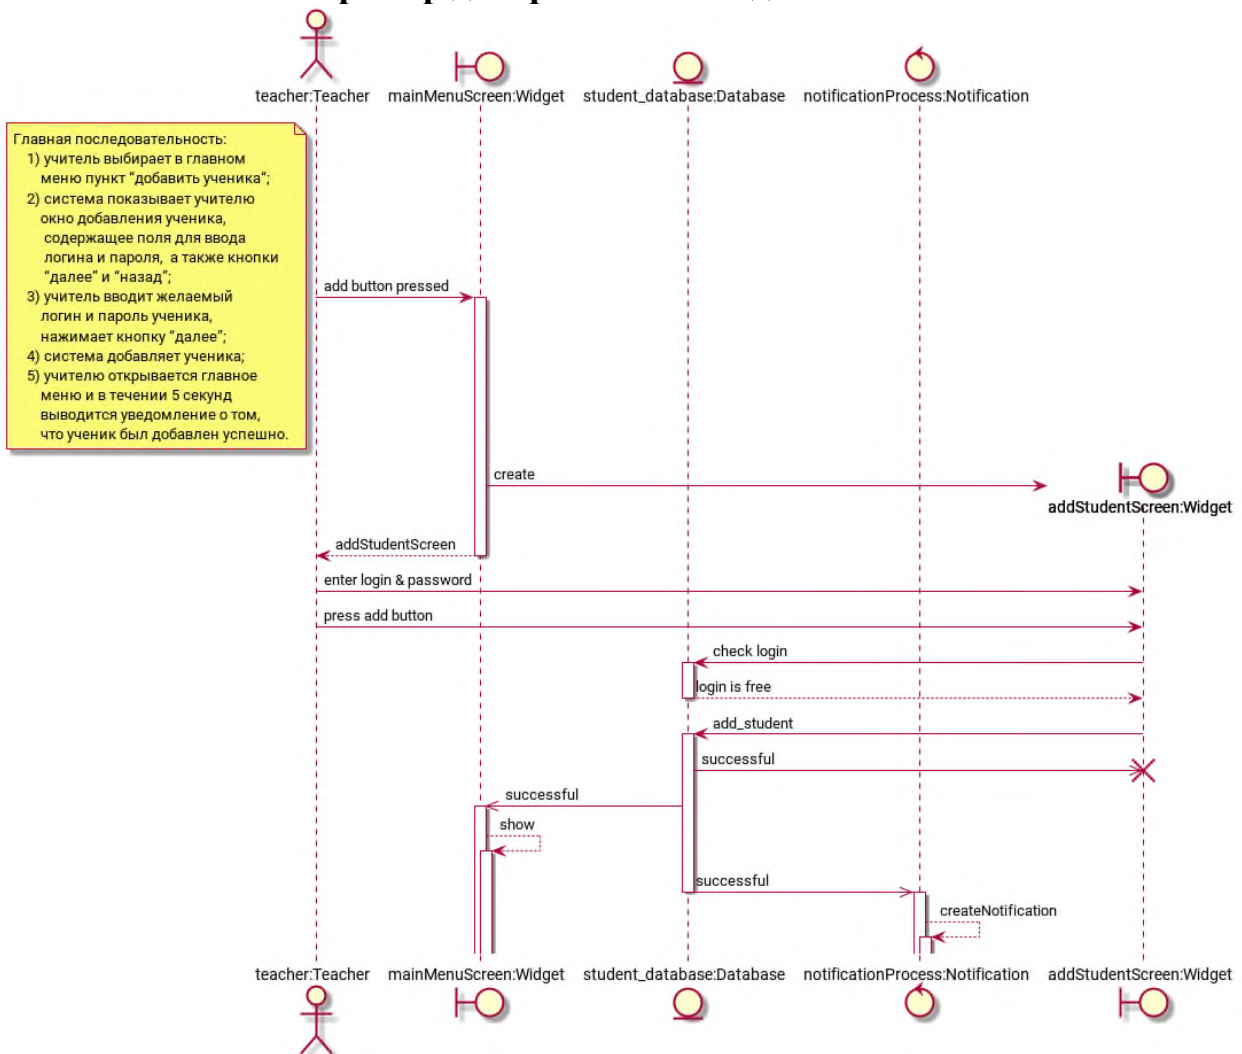 teacher:Teacher
mainMenuScreen:Widget
student_database:Database
notificationProcess:Notification
Главная последовательность:
1) учитель выбирает в главном
меню пункт “добавить ученика“;
2) система показывает учителю
окно добавления ученика,
содержащее поля для ввода
логина и пароля, а также кнопки
“далее” и “назад”;
3) учитель вводит желаемый
логин и пароль ученика,
нажимает кнопку “далее”;
4) система добавляет ученика;
5) учителю открывается главное
меню и в течении 5 секунд
выводится уведомление о том,
что ученик был добавлен успешно.
add button pressed
create
addStudentScreen:Widget
addStudentScreen
enter login & password
press add button
check login
login is free
add_student
successful
successful
show
successful
createNotification
teacher:Teacher
mainMenuScreen:Widget
student_database:Database
notificationProcess:Notification
addStudentScreen:Widget